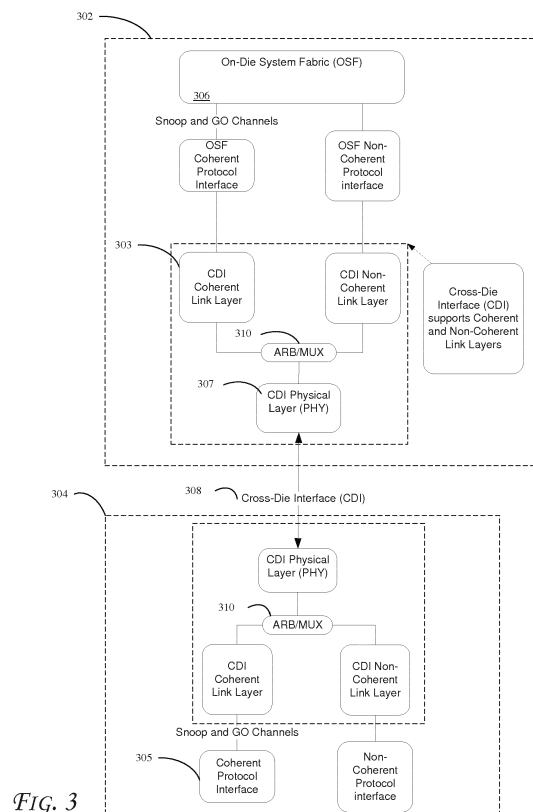 302
On-Die System Fabric (OSF)
306
Snoop and GO Channels
OSF
Coherent
Protocol
Interface
OSF Non-
Coherent
Protocol
interface
303
CDI
Coherent
Link Layer
CDI Non-
Coherent
Link Layer
Cross-Die
Interface (CDI)
supports Coherent
and Non-Coherent
Link Layers
310
ARB/MUX
307
CDI Physical
Layer (PHY)
308
Cross-Die Interface (CDI)
304
CDI Physical
Layer (PHY)
310
ARB/MUX
CDI
Coherent
Link Layer
CDI Non-
Coherent
Link Layer
Snoop and GO Channels
305
Coherent
Protocol
Interface
Non-
Coherent
Protocol
interface
FIG. 3